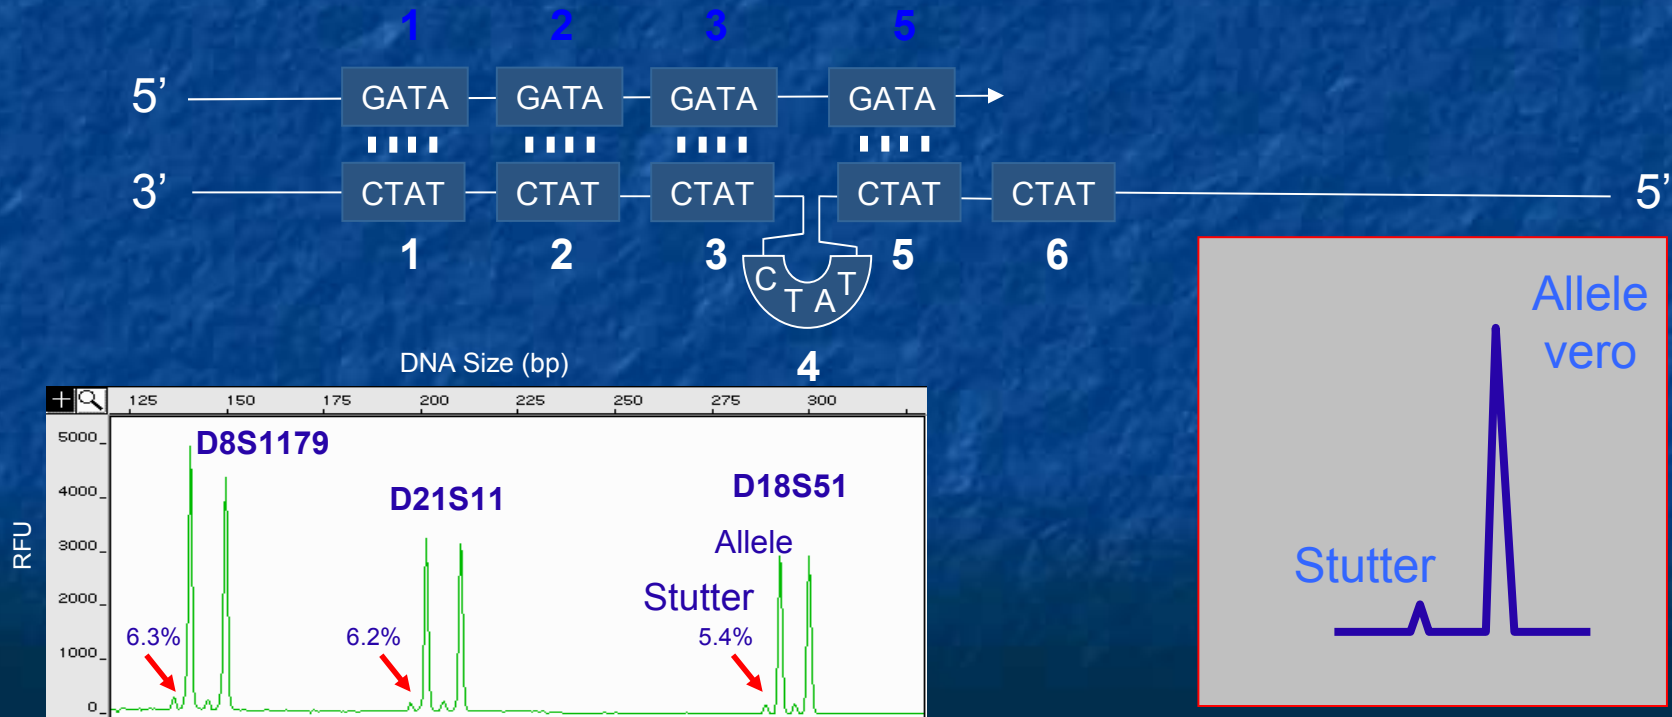 1 2 3 5
5’ GATA GATA GATA GATA
3’ CTAT CTAT CTAT CTAT CTAT 5’
1 2 3 5 6
C T A T
4
DNA Size (bp)
125 150 175 200 225 250 275 300
RFU
5000
4000
3000
2000
1000
0
D8S1179
D21S11
D18S51
Allele
Stutter
6.3% 6.2% 5.4%
Allele
vero
Stutter